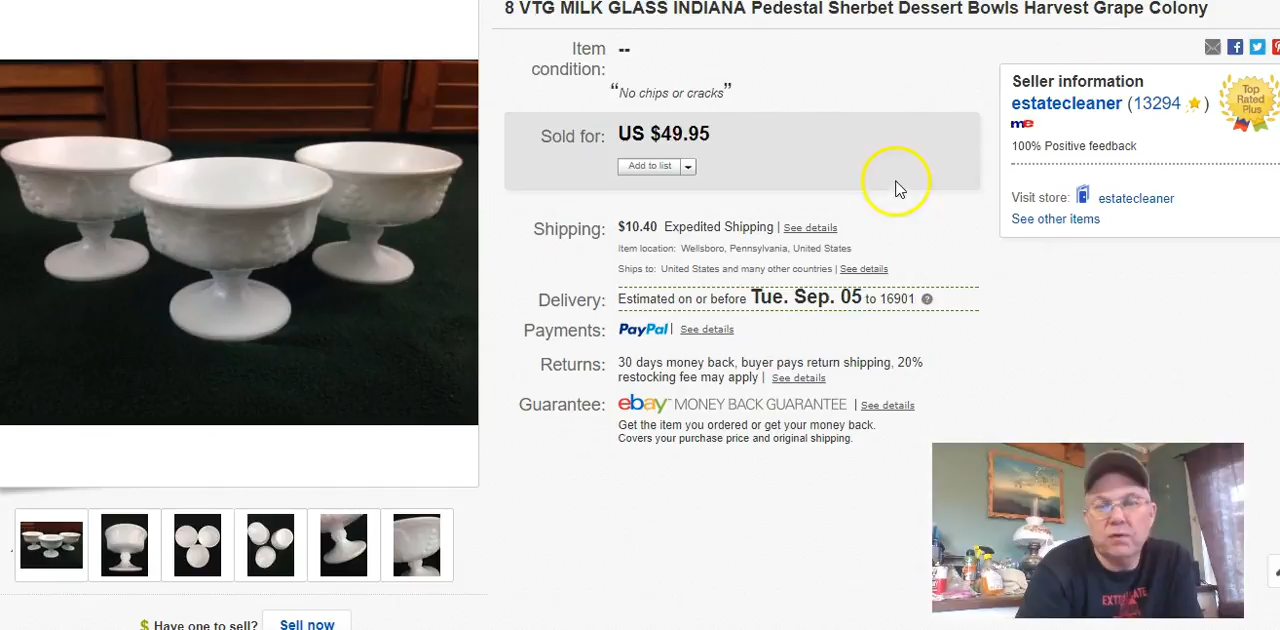 8 VTG MILK GLASS INDIANA Pedestal Sherbet Dessert Bowls Harvest Grape Colony
Item condition: --
“No chips or cracks”
Sold for: US $49.95
Add to list
Shipping: $10.40 Expedited Shipping | See details
Item location: Wellsboro, Pennsylvania, United States
Ships to: United States and many other countries | See details
Delivery: Estimated on or before Tue. Sep. 05 to 16901 ?
Payments: PayPal | See details
Returns: 30 days money back, buyer pays return shipping, 20%
restocking fee may apply | See details
Guarantee: ebay MONEY BACK GUARANTEE | See details
Get the item you ordered or get your money back.
Covers your purchase price and original shipping.
Seller information
estatecleaner (13294 )
me
100% Positive feedback
Top
Rated
Plus
Visit store: estatecleaner
See other items
$ Have one to sell? Sell now